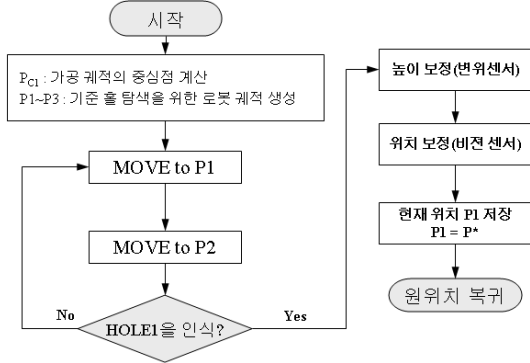 시작
P_C1 : 가공 궤적의 중심점 계산
P1~P3 : 기준 홀 탐색을 위한 로봇 궤적 생성
MOVE to P1
MOVE to P2
HOLE1을 인식?
No
Yes
높이 보정(변위센서)
위치 보정(비젼 센서)
현재 위치 P1 저장
P1 = P*
원위치 복귀